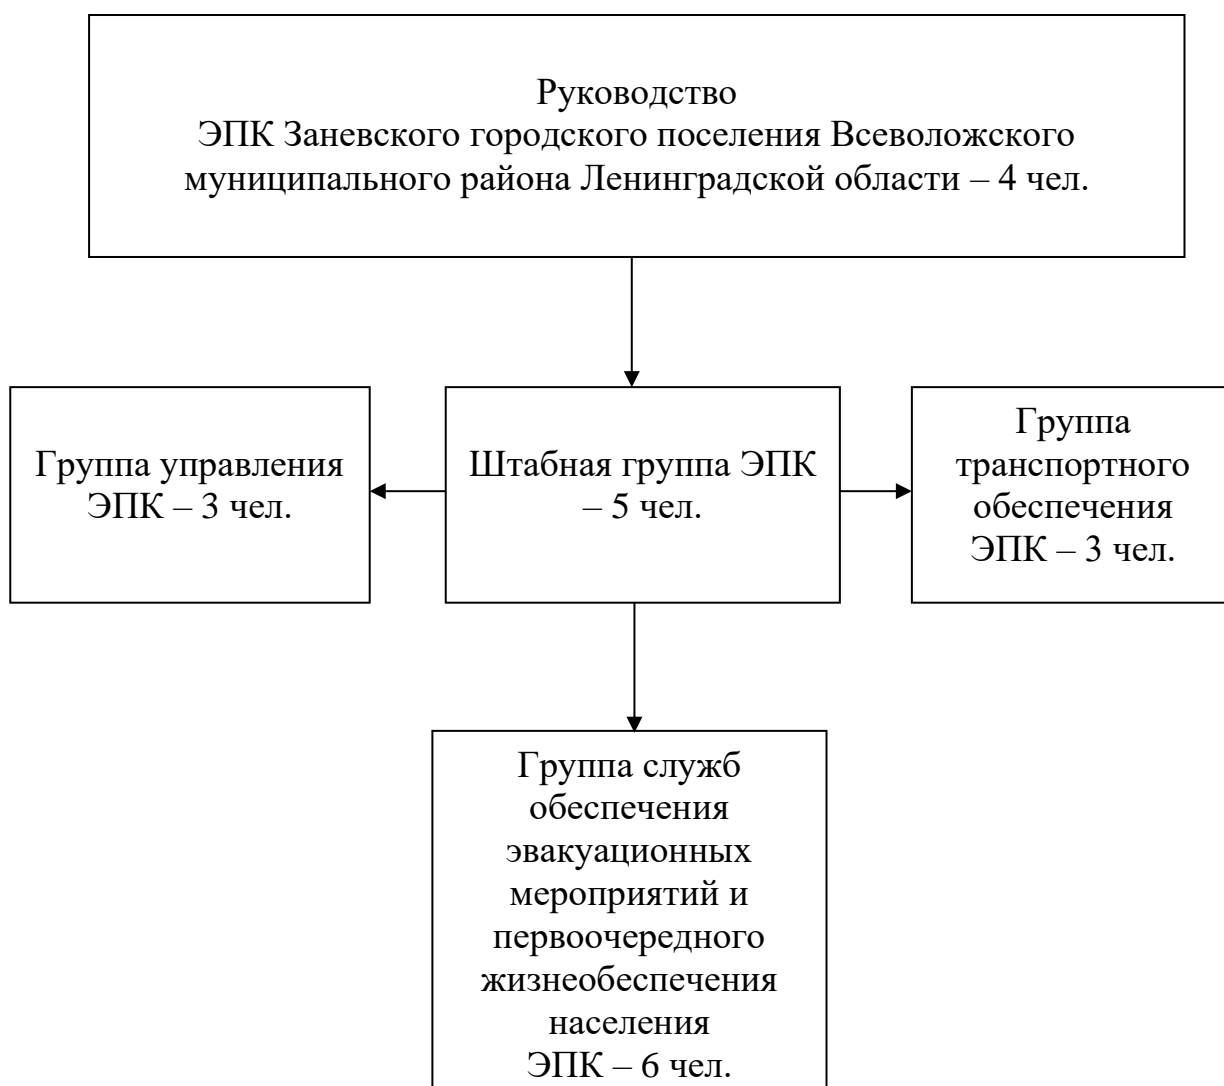 Руководство
ЭПК Заневского городского поселения Всеволожского
муниципального района Ленинградской области – 4 чел.
Группа управления
ЭПК – 3 чел.
Штабная группа ЭПК
– 5 чел.
Группа
транспортного
обеспечения
ЭПК – 3 чел.
Группа служб
обеспечения
эвакуационных
мероприятий и
первоочередного
жизнеобеспечения
населения
ЭПК – 6 чел.